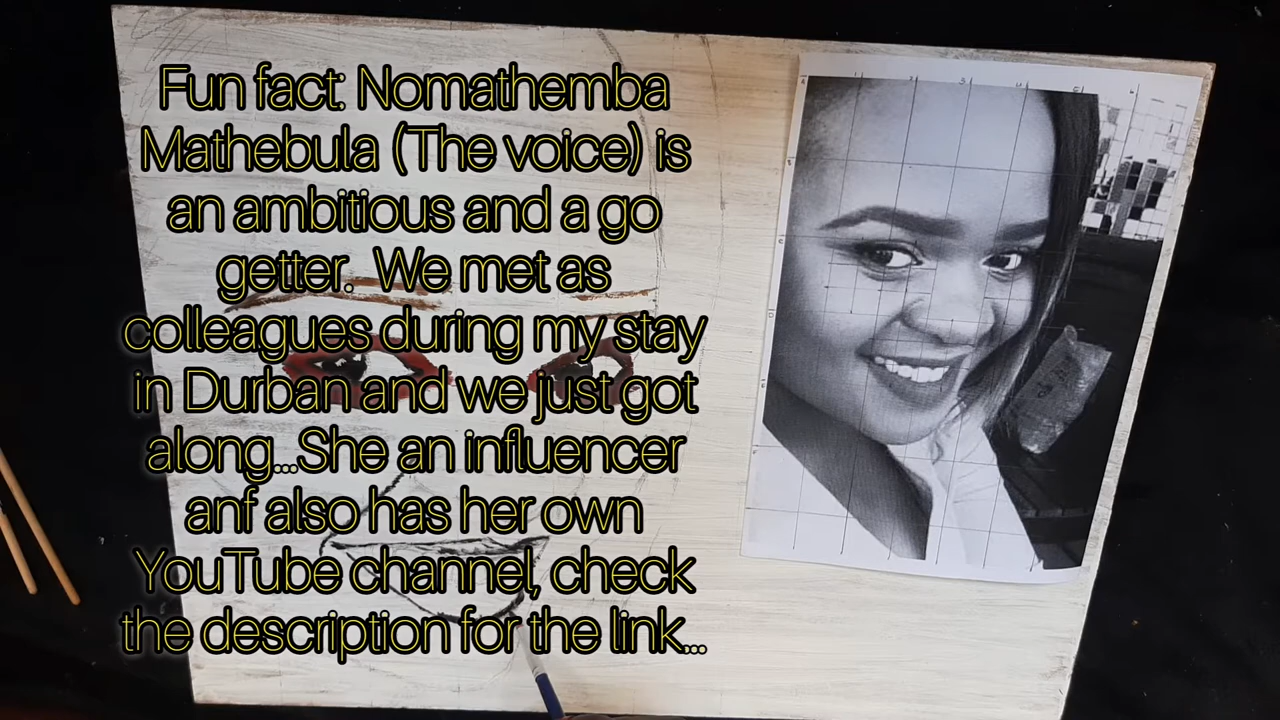 Fun fact: Nomathemba
Mathebula (The voice) is
an ambitious and a go
getter. We met as
colleagues during my stay
in Durban and we just got
along...She an influencer
anf also has her own
YouTube channel, check
the description for the link...